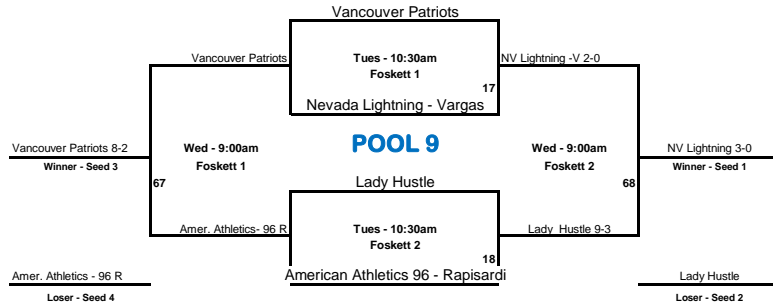 Vancouver Patriots
Vancouver Patriots
Tues - 10:30am
NV Lightning -V 2-0
Foskett 1
17
Nevada Lightning - Vargas
Vancouver Patriots 8-2
Wed - 9:00am
POOL 9
Wed - 9:00am
NV Lightning 3-0
Winner - Seed 3
Foskett 1
Foskett 2
Winner - Seed 1
67
Lady Hustle
68
Amer. Athletics- 96 R
Tues - 10:30am
Lady Hustle 9-3
Foskett 2
18
Amer. Athletics - 96 R
American Athletics 96 - Rapisardi
Lady Hustle
Loser - Seed 4
Loser - Seed 2